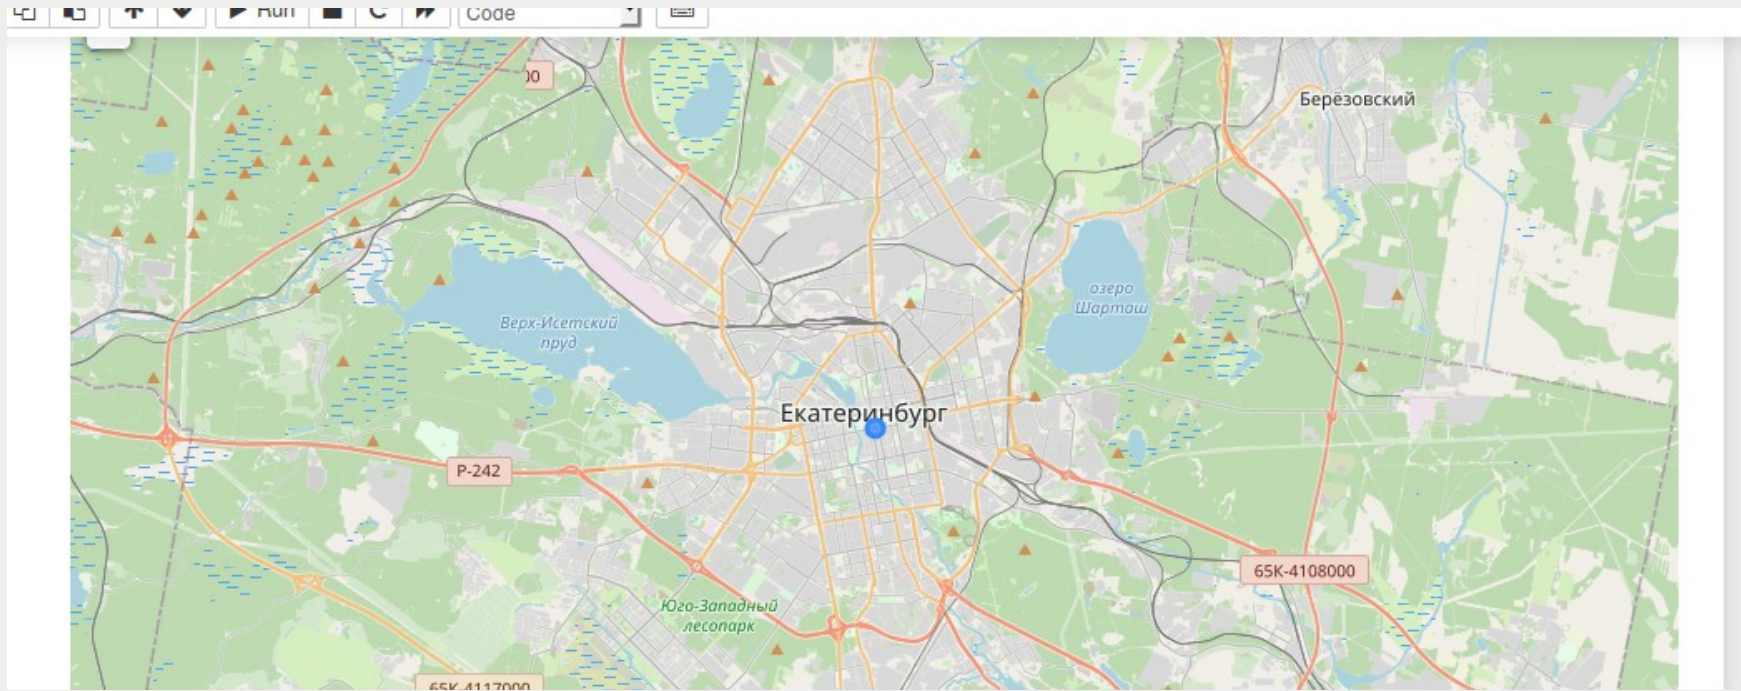 Run
Code
00
Берёзовский
озеро
Шарташ
Верх-Исетский
пруд
Екатеринбург
Р-242
65К-4108000
Юго-Западный
лесопарк
65К-4117000